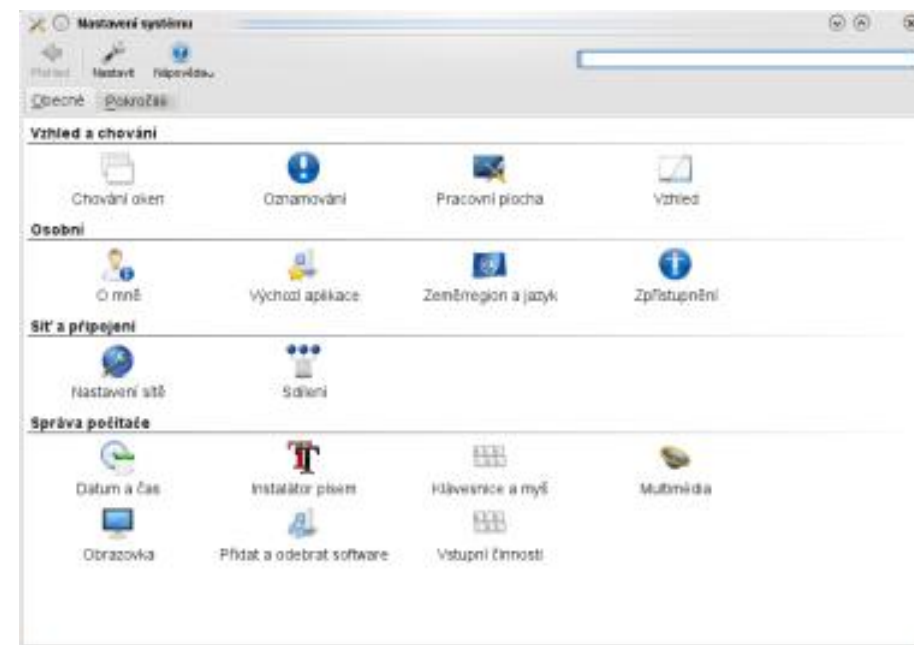 Nastavení systému
Přehled Nastavit Nápověda
Obecné Pokročilé
Vzhled a chování
Chování oken Oznamování Pracovní plocha Vzhled
Osobní
O mně Výchozí aplikace Země/region a jazyk Zpřístupnění
Síť a připojení
Nastavení sítě Sdílení
Správa počítače
Datum a čas Instalátor písem Klávesnice a myš Multimédia
Obrazovka Přidat a odebrat software Vstupní činnosti